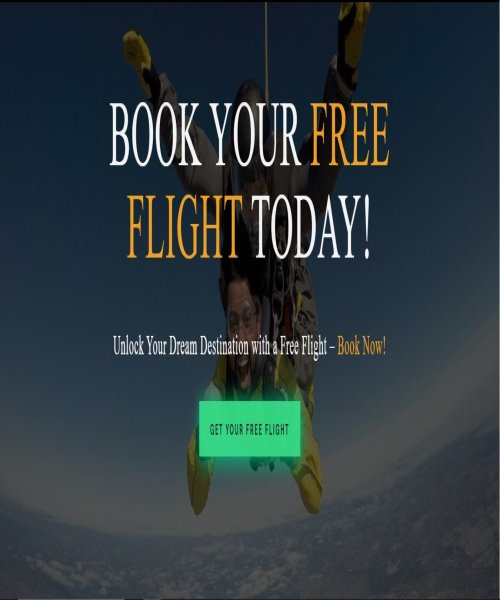 BOOK YOUR FREE
FLIGHT TODAY!
Unlock Your Dream Destination with a Free Flight – Book Now!
GET YOUR FREE FLIGHT